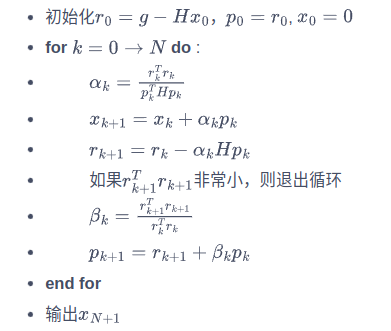 初始化$r_0 = g - Hx_0$，$p_0 = r_0$, $x_0 = 0$
for $k = 0 \to N$ do :
$\alpha_k = \frac{r_k^T r_k}{p_k^T H p_k}$
$x_{k+1} = x_k + \alpha_k p_k$
$r_{k+1} = r_k - \alpha_k H p_k$
如果$r_{k+1}^T r_{k+1}$非常小，则退出循环
$\beta_k = \frac{r_{k+1}^T r_{k+1}}{r_k^T r_k}$
$p_{k+1} = r_{k+1} + \beta_k p_k$
end for
输出$x_{N+1}$